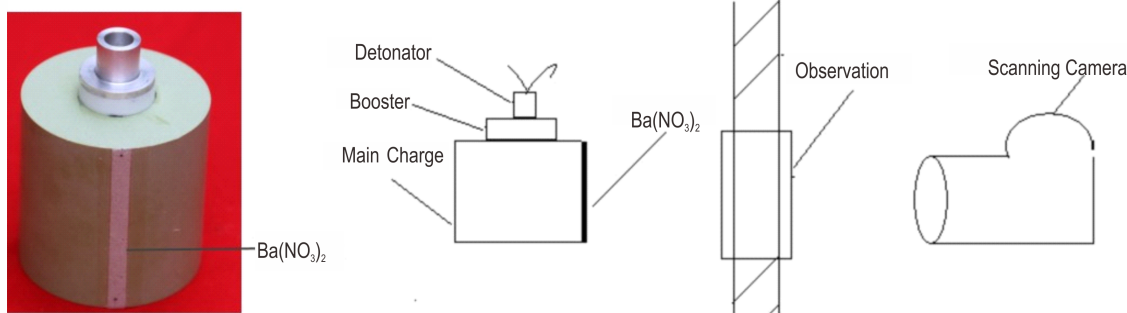 Detonator
Booster
Main Charge
Ba(NO₃)₂
Ba(NO₃)₂
Observation
Scanning Camera